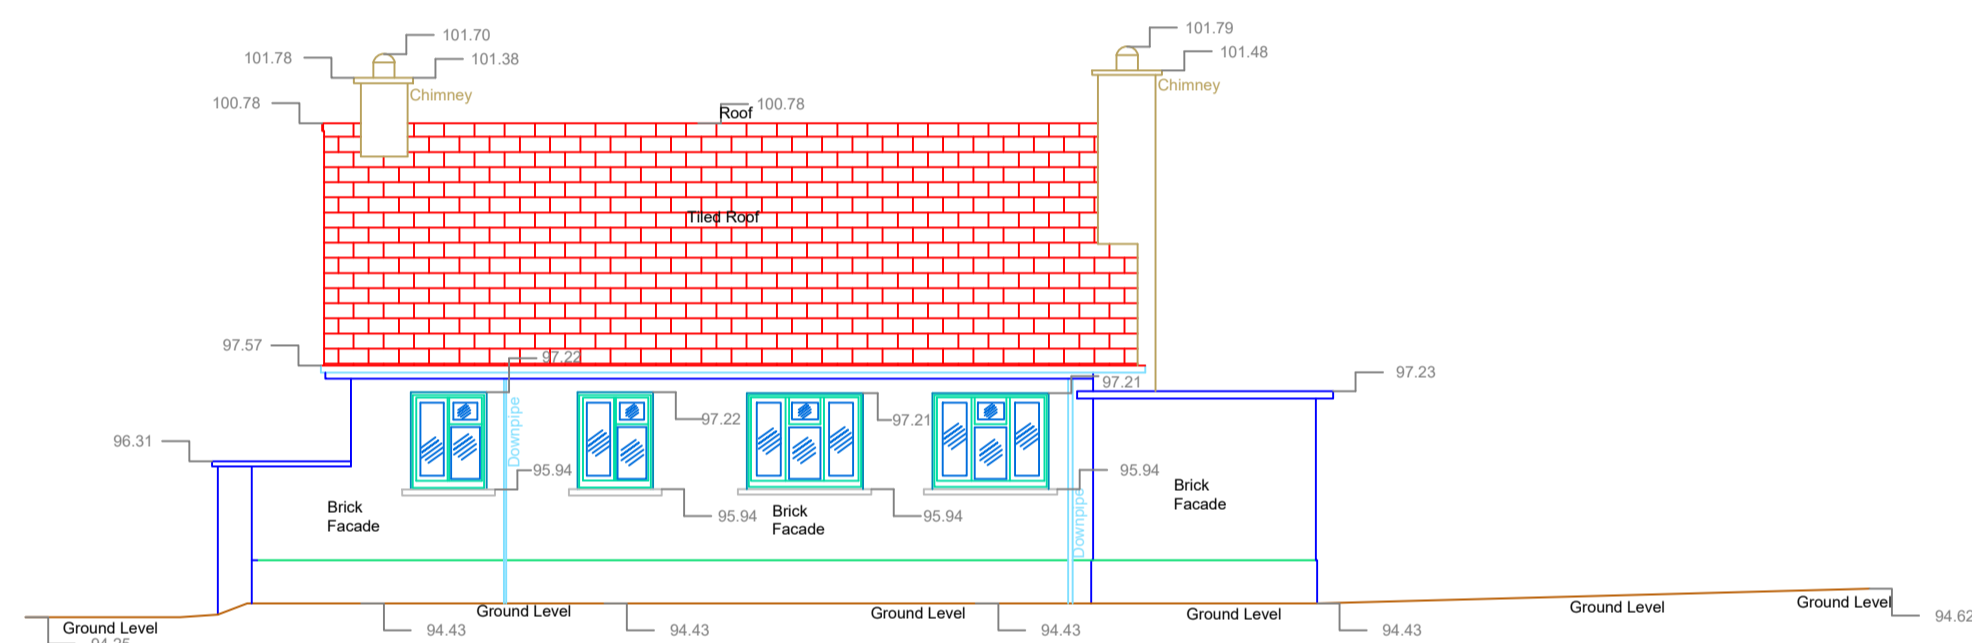 101.79
101.70
101.48
101.78
101.38
Chimney
Chimney
100.78
100.78
Roof
Tiled Roof
97.57
97.22
97.23
97.21
Downpipe
97.22
97.21
96.31
95.94
95.94
Brick
Facade
Brick
Facade
95.94
Brick
Facade
95.94
Downpipe
Ground Level
Ground Level
Ground Level
Ground Level
Ground Level
Ground Level
94.62
94.43
94.43
94.43
94.43